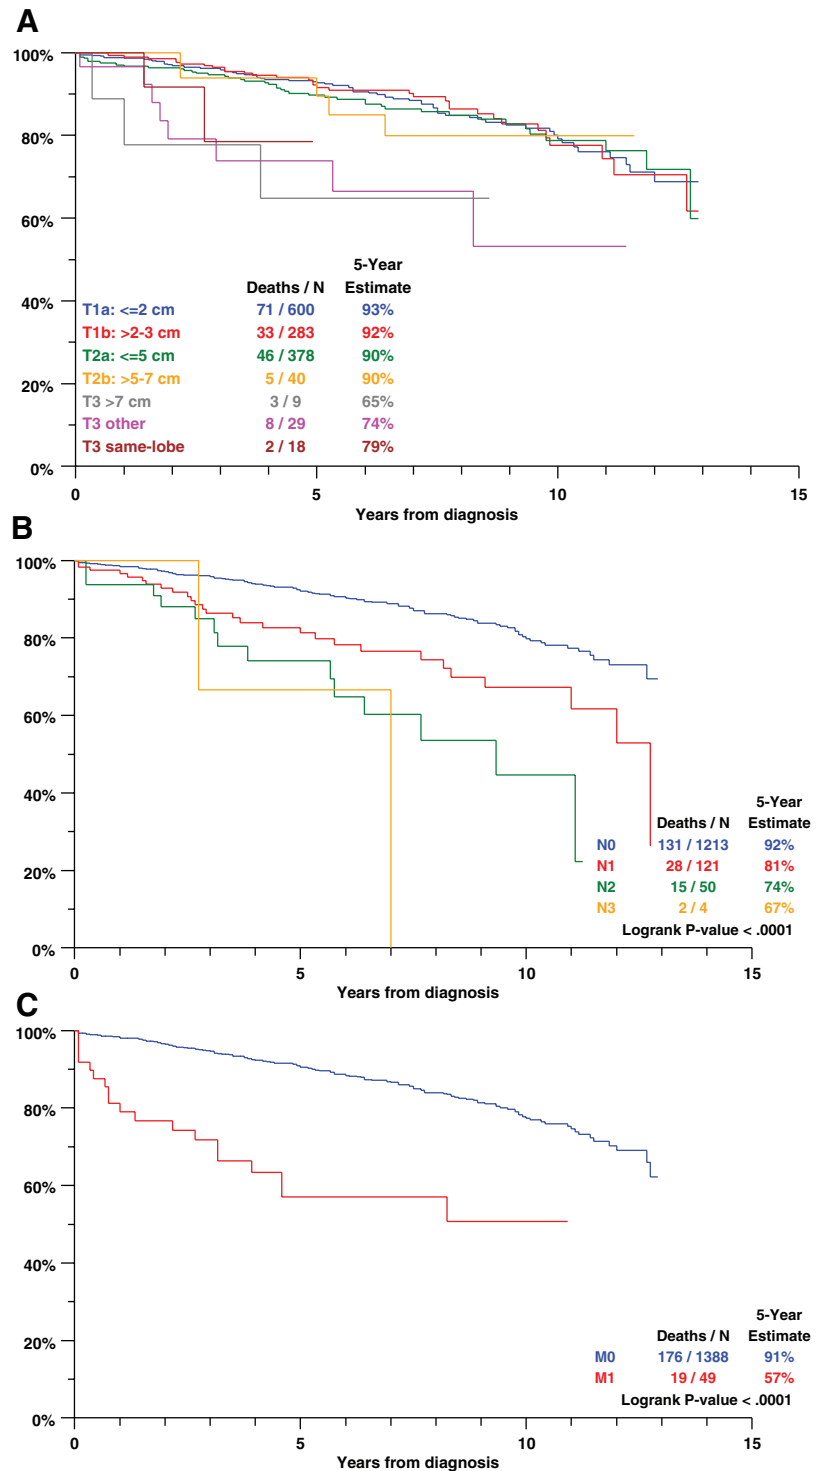 A
100%
80%
60%
40%
20%
0%
5-Year
Deaths / N Estimate
T1a: <=2 cm 71 / 600 93%
T1b: >2-3 cm 33 / 283 92%
T2a: <=5 cm 46 / 378 90%
T2b: >5-7 cm 5 / 40 90%
T3 >7 cm 3 / 9 65%
T3 other 8 / 29 74%
T3 same-lobe 2 / 18 79%
0 5 10 15
Years from diagnosis
B
100%
80%
60%
40%
20%
0%
5-Year
Deaths / N Estimate
N0 131 / 1213 92%
N1 28 / 121 81%
N2 15 / 50 74%
N3 2 / 4 67%
Logrank P-value < .0001
0 5 10 15
Years from diagnosis
C
100%
80%
60%
40%
20%
0%
5-Year
Deaths / N Estimate
M0 176 / 1388 91%
M1 19 / 49 57%
Logrank P-value < .0001
0 5 10 15
Years from diagnosis